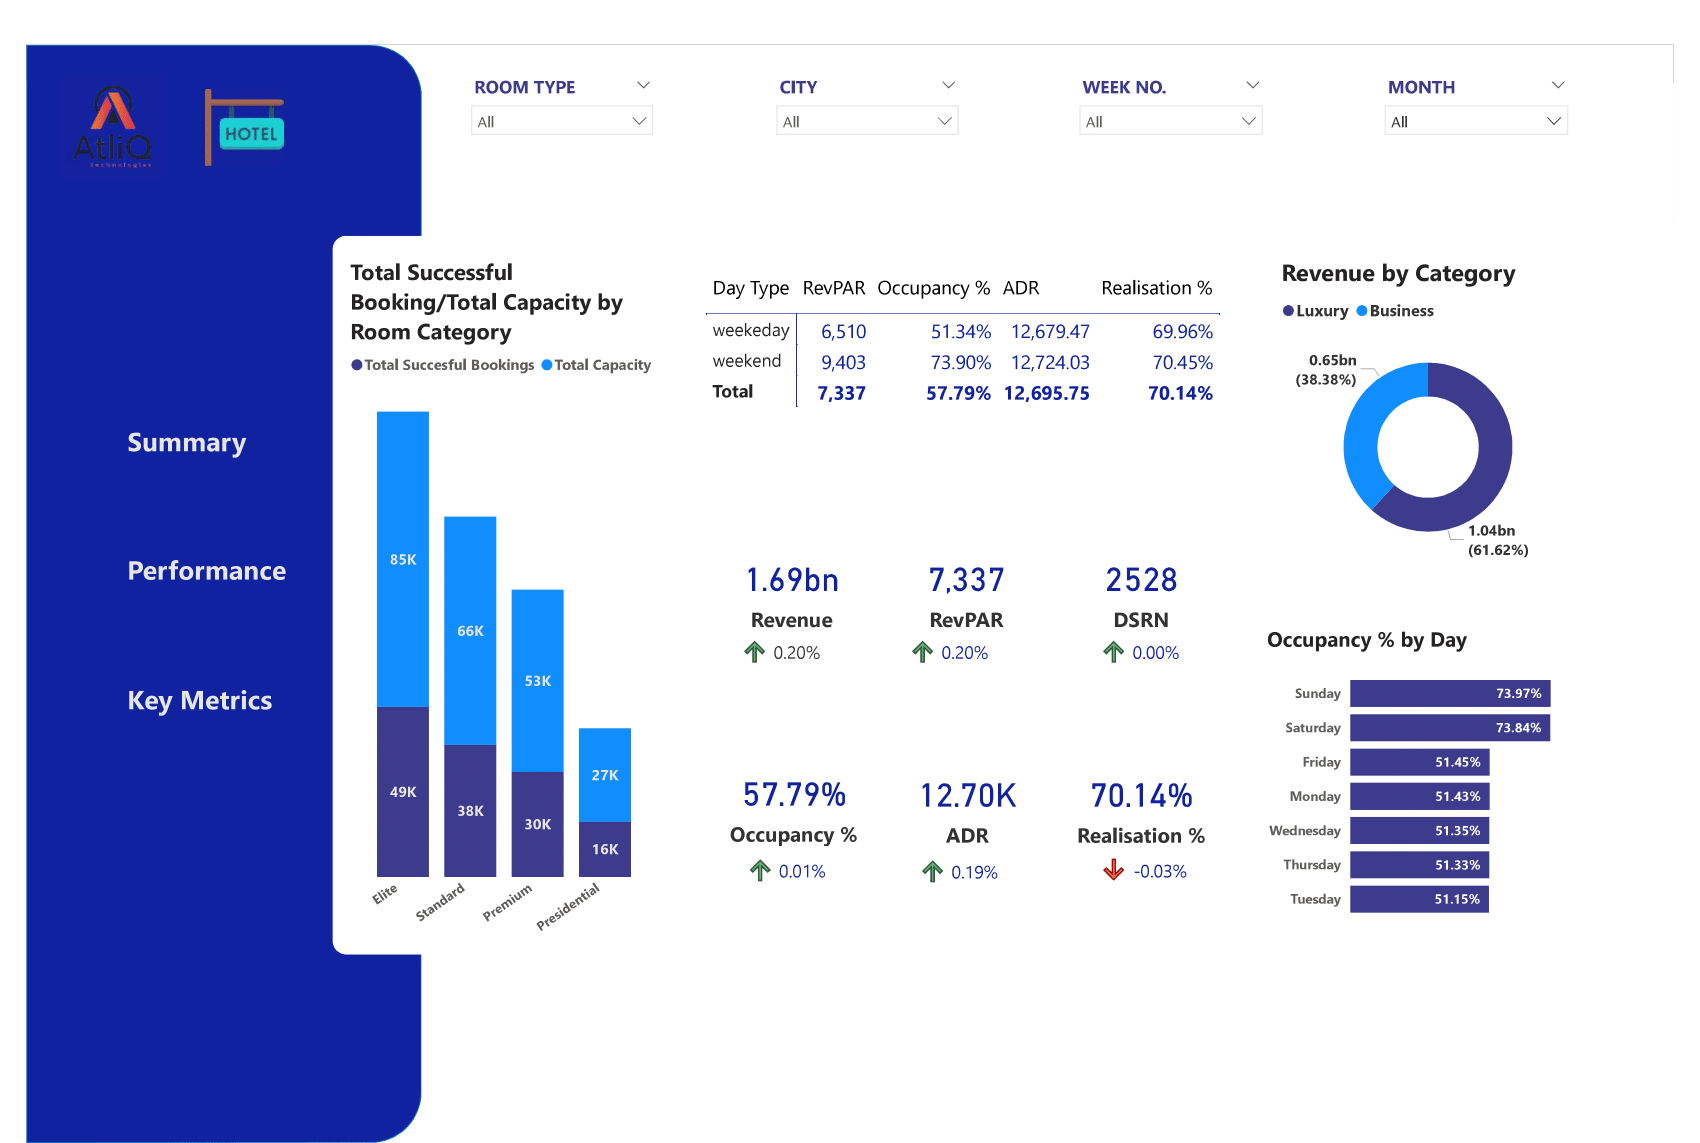 AtliQ
technologies
HOTEL
ROOM TYPE
All
CITY
All
WEEK NO.
All
MONTH
All
Summary
Performance
Key Metrics
Total Successful
Booking/Total Capacity by
Room Category
Total Succesful Bookings Total Capacity
85K
66K
53K
27K
49K
38K
30K
16K
Elite
Standard
Premium
Presidential
Day Type RevPAR Occupancy % ADR Realisation %
weekeday 6,510 51.34% 12,679.47 69.96%
weekend 9,403 73.90% 12,724.03 70.45%
Total 7,337 57.79% 12,695.75 70.14%
1.69bn
Revenue
0.20%
7,337
RevPAR
0.20%
2528
DSRN
0.00%
57.79%
Occupancy %
0.01%
12.70K
ADR
0.19%
70.14%
Realisation %
-0.03%
Revenue by Category
Luxury Business
0.65bn
(38.38%)
1.04bn
(61.62%)
Occupancy % by Day
Sunday 73.97%
Saturday 73.84%
Friday 51.45%
Monday 51.43%
Wednesday 51.35%
Thursday 51.33%
Tuesday 51.15%